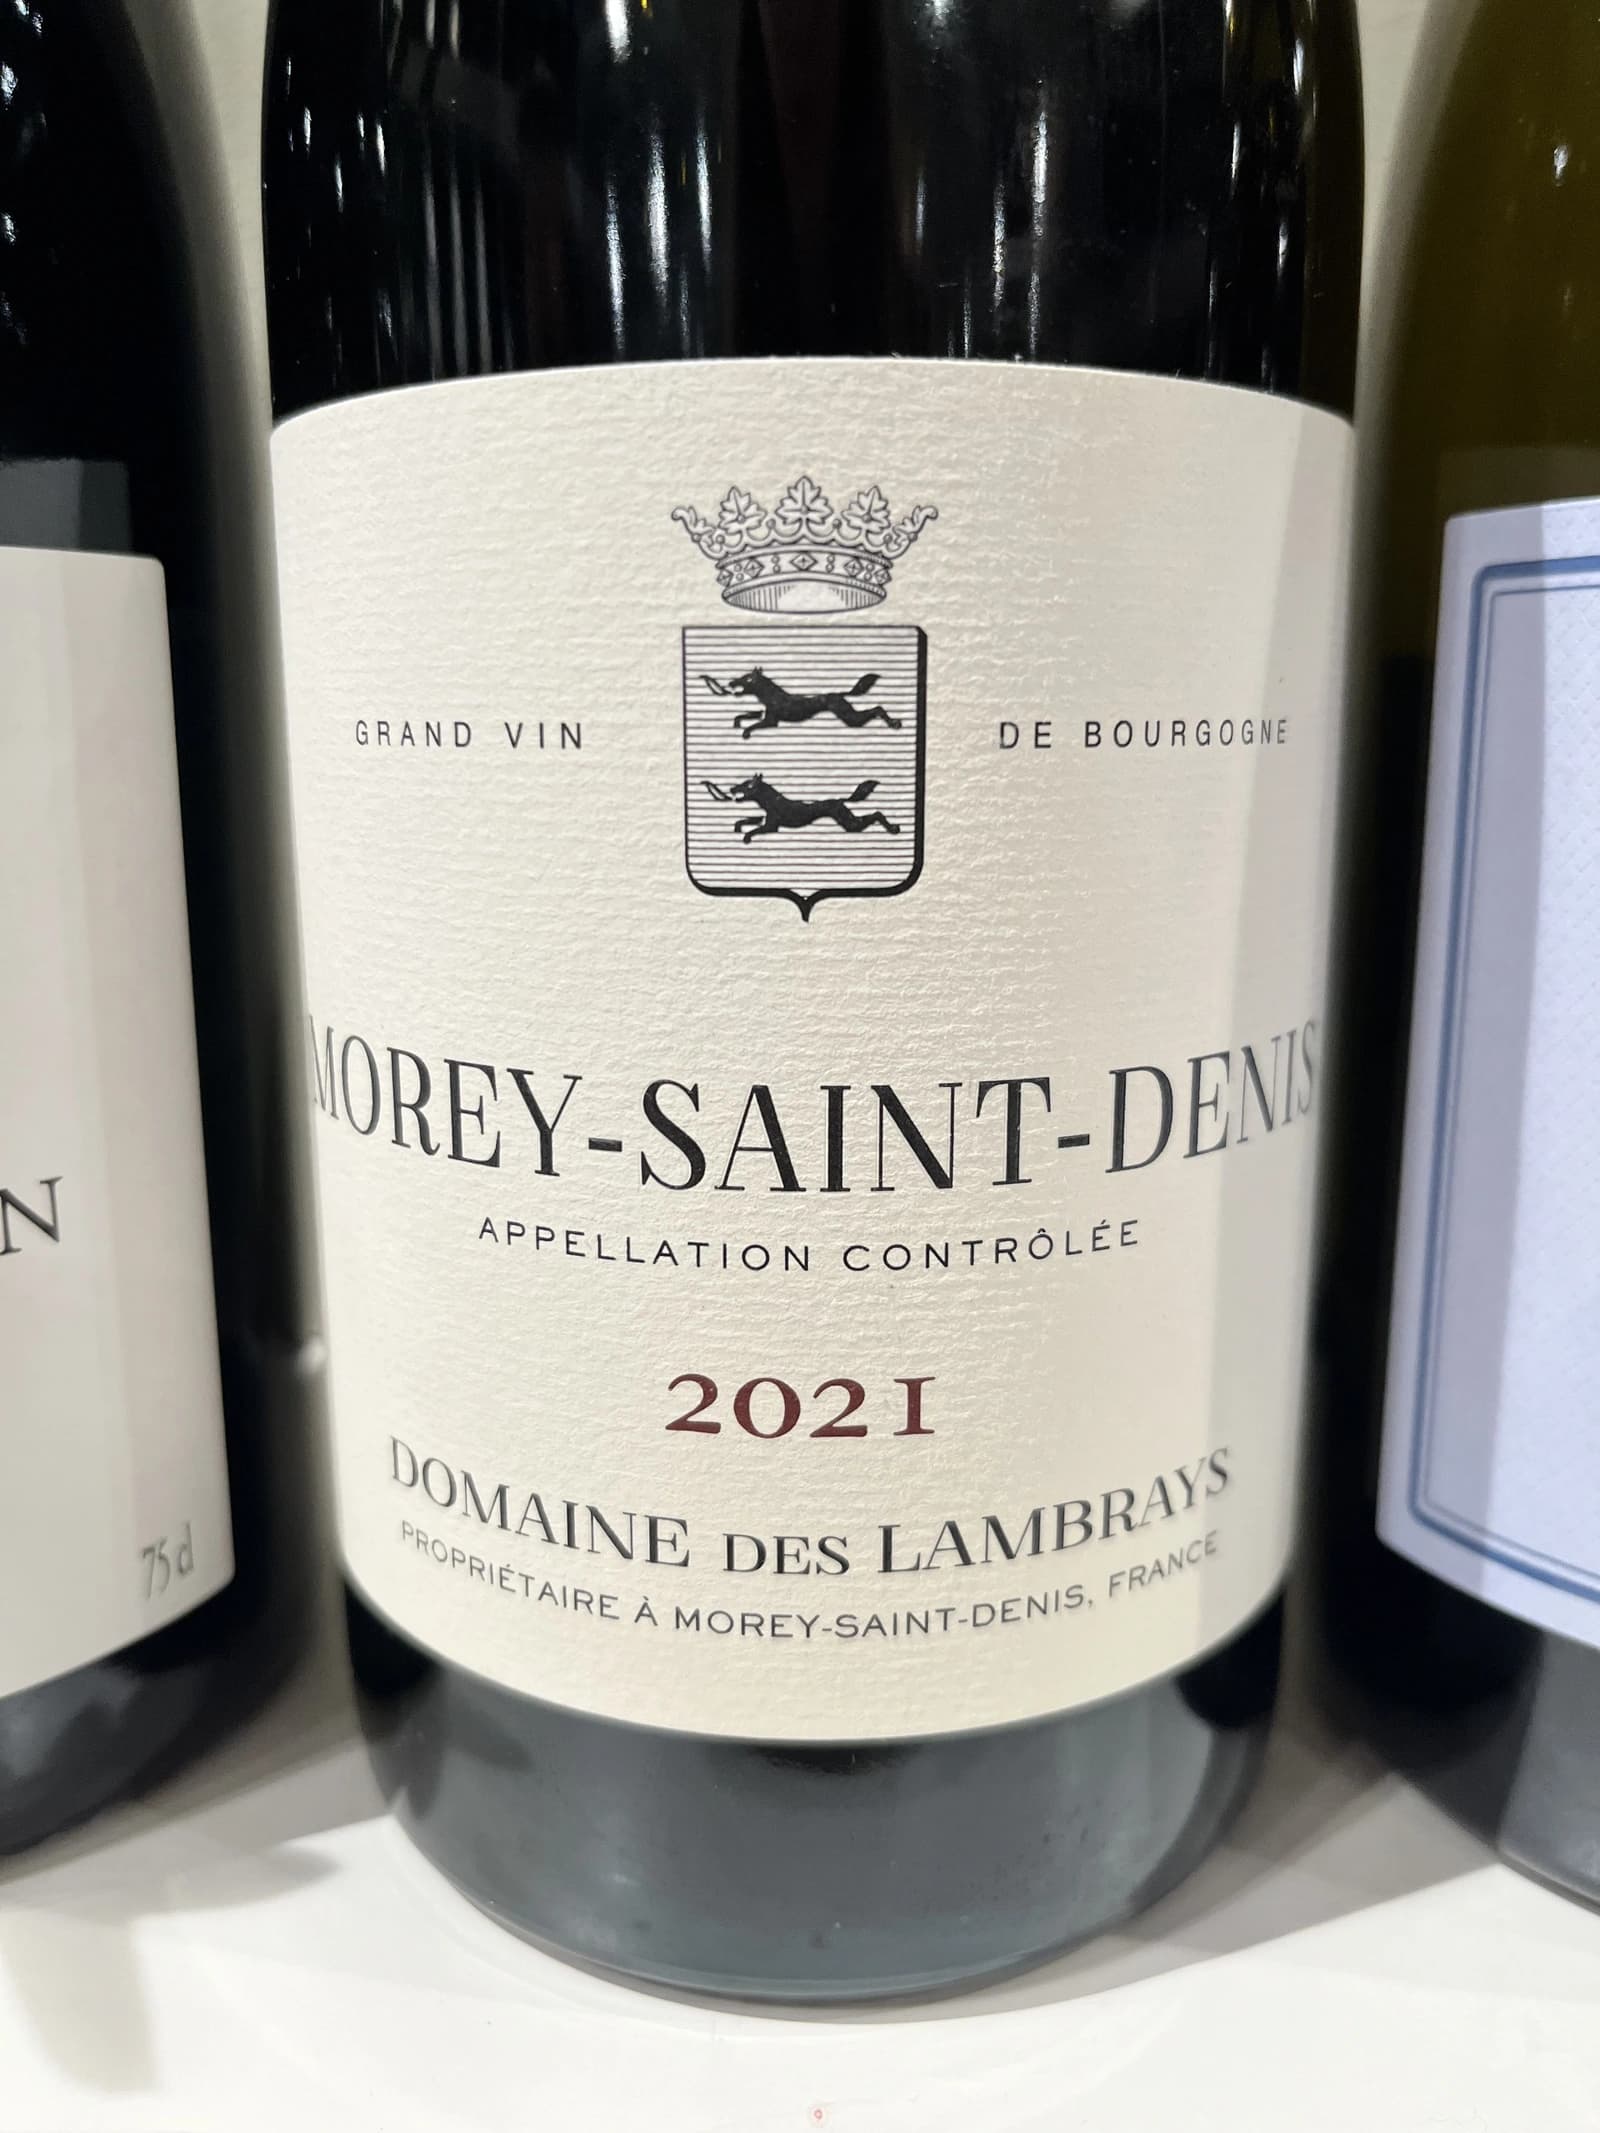 GRAND VIN DE BOURGOGNE
MOREY-SAINT-DENIS
APPELLATION CONTRÔLÉE
2021
DOMAINE DES LAMBRAYS
PROPRIÉTAIRE À MOREY-SAINT-DENIS, FRANCE
N
75 cl